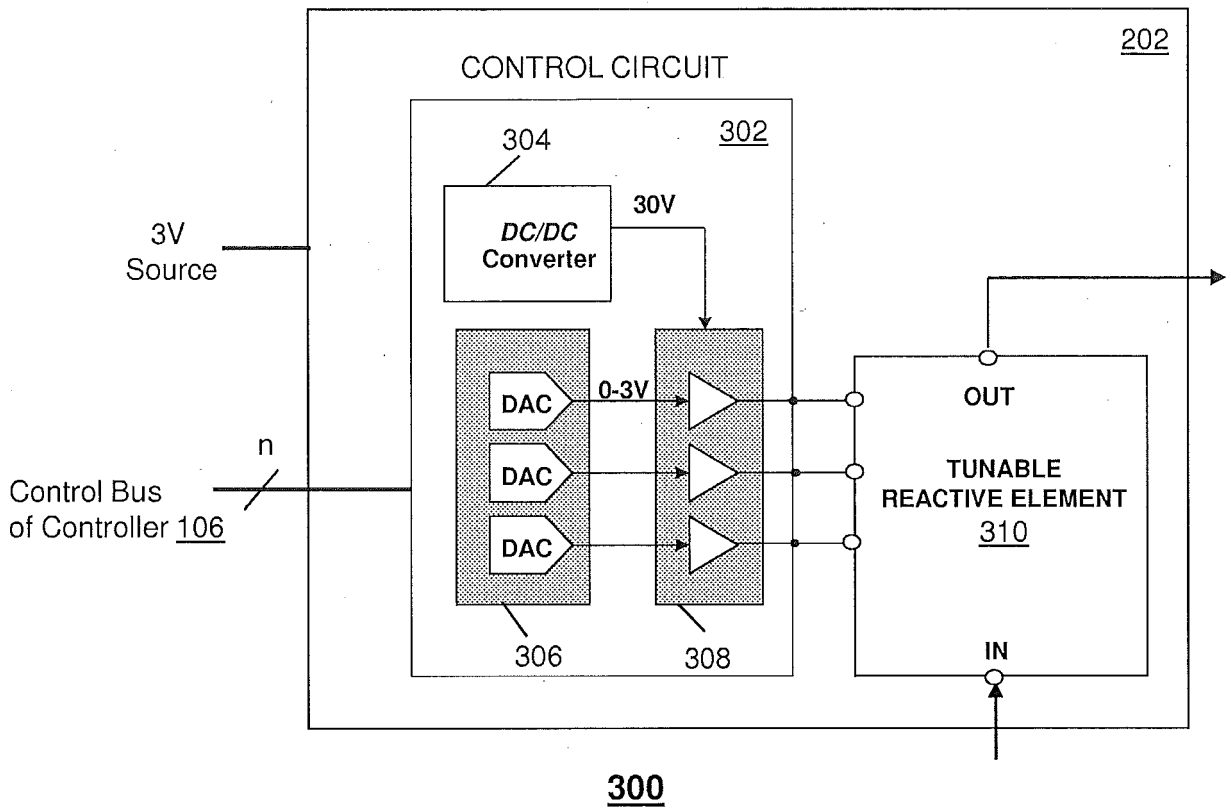 202
CONTROL CIRCUIT
304
302
30V
DC/DC
Converter
3V
Source
DAC
0-3V
OUT
n
DAC
TUNABLE
REACTIVE ELEMENT
310
Control Bus
of Controller 106
DAC
306
308
IN
300